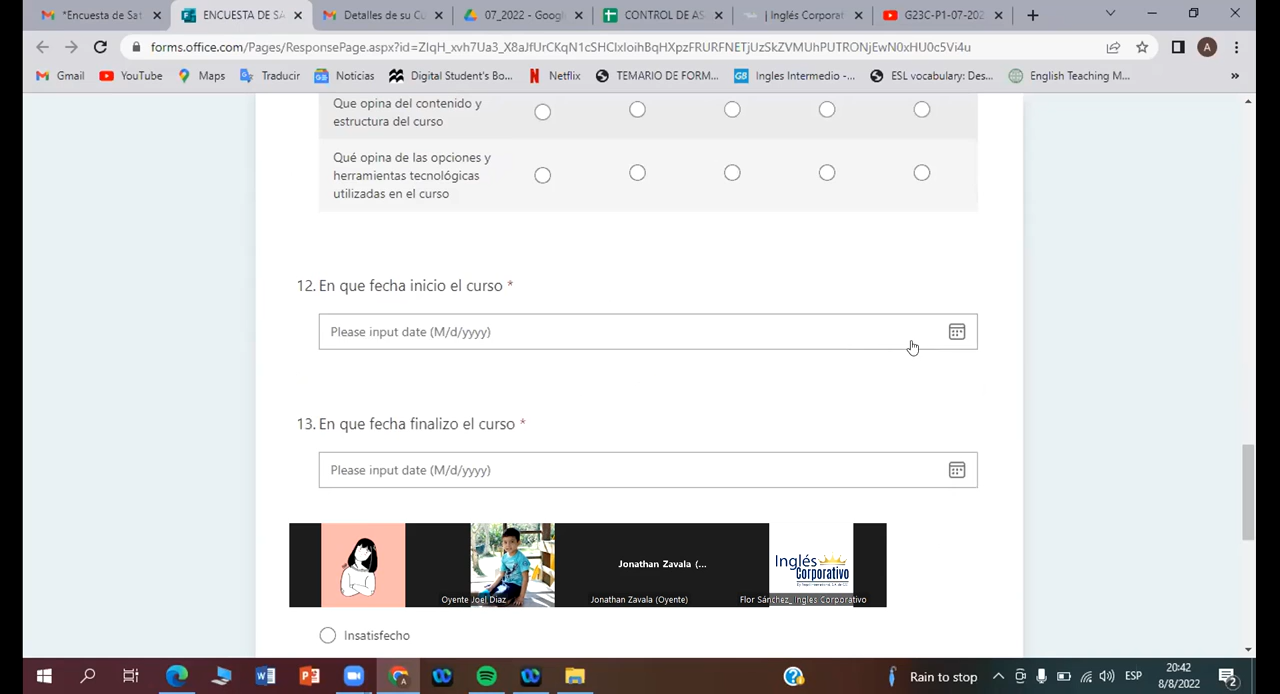 *Encuesta de Sat
ENCUESTA DE SA
Detalles de su Cu
07_2022 - Google
CONTROL DE AS
| Inglés Corporat
G23C-P1-07-202
forms.office.com/Pages/ResponsePage.aspx?id=ZIqH_xvh7Ua3_X8aJfUrCKqN1cSHClxIoihBqHXpzFRURFNETjUzSkZVMUhPUTRONjEwN0xHU0c5Vi4u
A
Gmail
YouTube
Maps
Traducir
Noticias
Digital Student's Bo...
Netflix
TEMARIO DE FORM...
Ingles Intermedio -...
ESL vocabulary: Des...
English Teaching M...
»
Que opina del contenido y
estructura del curso
Qué opina de las opciones y
herramientas tecnológicas
utilizadas en el curso
12. En que fecha inicio el curso *
Please input date (M/d/yyyy)
13. En que fecha finalizo el curso *
Please input date (M/d/yyyy)
Jonathan Zavala (...
Inglés
Corporativo
Oyente Joel Diaz
Jonathan Zavala (Oyente)
Flor Sánchez_Inglés Corporativo
Insatisfecho
Rain to stop
ESP
20:42
8/8/2022
2